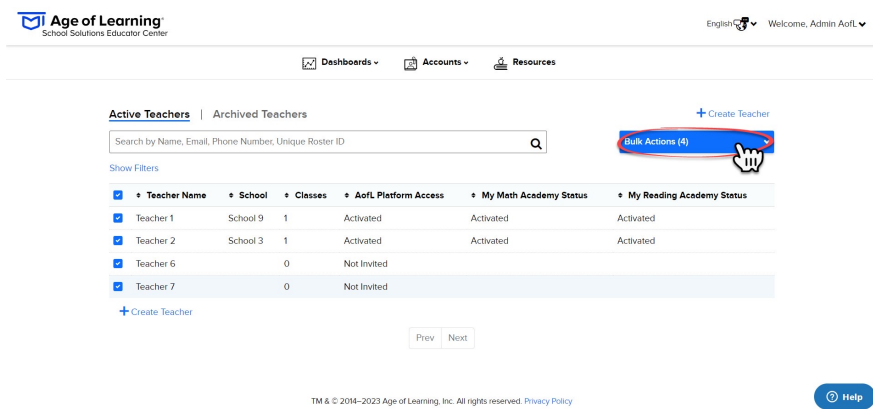 Age of Learning
School Solutions Educator Center
English
Welcome, Admin AofL
Dashboards
Accounts
Resources
Active Teachers | Archived Teachers
+ Create Teacher
Search by Name, Email, Phone Number, Unique Roster ID
Bulk Actions (4)
Show Filters
Teacher Name School Classes AofL Platform Access My Math Academy Status My Reading Academy Status
Teacher 1 School 9 1 Activated Activated Activated
Teacher 2 School 3 1 Activated Activated Activated
Teacher 6 0 Not Invited
Teacher 7 0 Not Invited
+ Create Teacher
Prev Next
TM & © 2014–2023 Age of Learning, Inc. All rights reserved. Privacy Policy
? Help